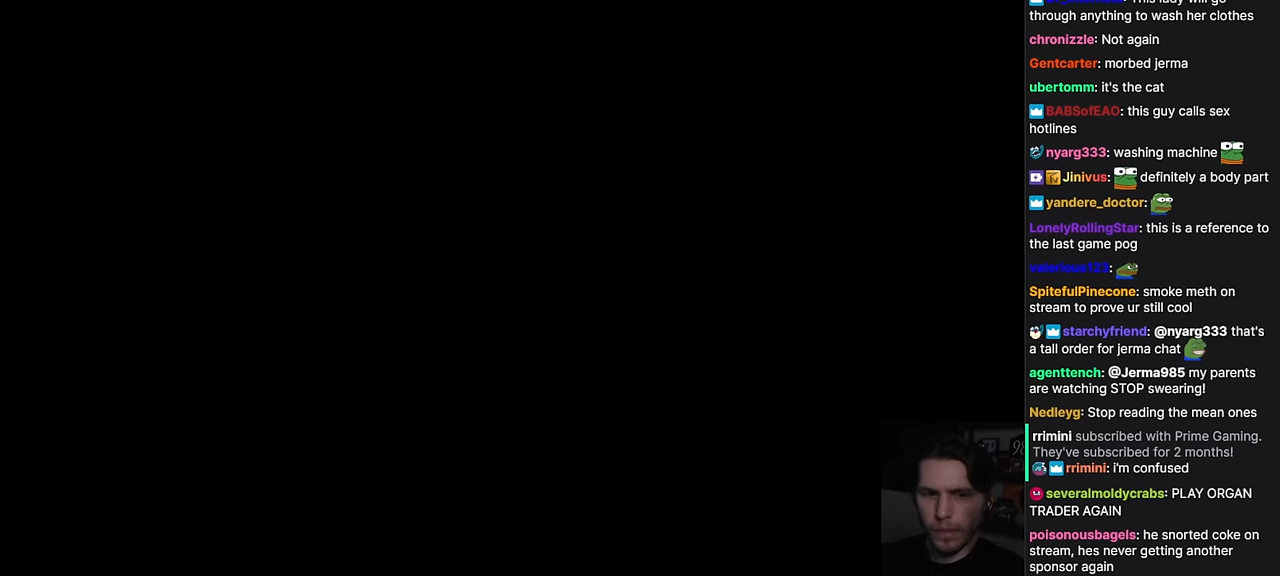 This lady will go
through anything to wash her clothes
chronizzle: Not again
Gentcarter: morbed jerma
ubertomm: it's the cat
BABSofEAO: this guy calls sex
hotlines
nyarg333: washing machine
Jinivus: definitely a body part
yandere_doctor:
LonelyRollingStar: this is a reference to
the last game pog
valerious123:
SpitefulPinecone: smoke meth on
stream to prove ur still cool
starchyfriend: @nyarg333 that's
a tall order for jerma chat
agenttench: @Jerma985 my parents
are watching STOP swearing!
Nedleyg: Stop reading the mean ones
rrimini subscribed with Prime Gaming.
They've subscribed for 2 months!
rrimini: i'm confused
severalmoldycrabs: PLAY ORGAN
TRADER AGAIN
poisonousbagels: he snorted coke on
stream, hes never getting another
sponsor again